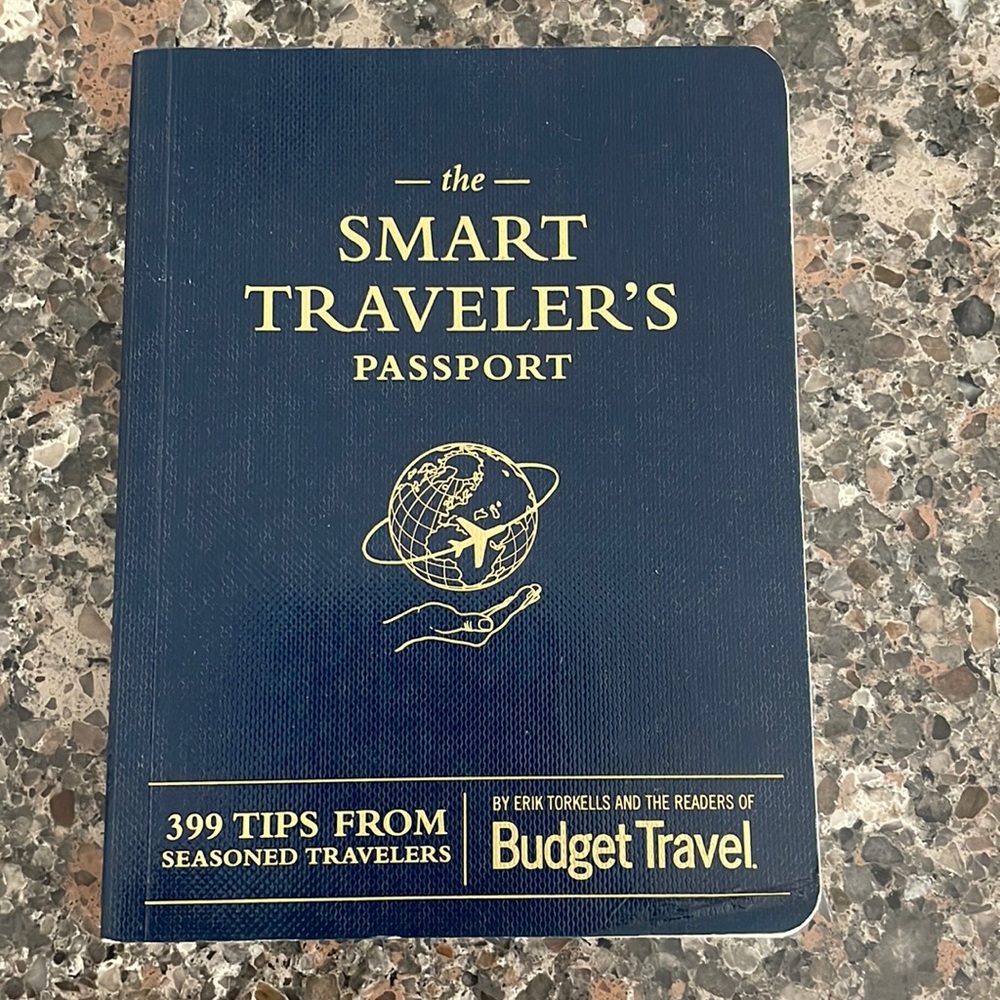 — the —
SMART
TRAVELER’S
PASSPORT
399 TIPS FROM
SEASONED TRAVELERS
BY ERIK TORKELLS AND THE READERS OF
Budget Travel.